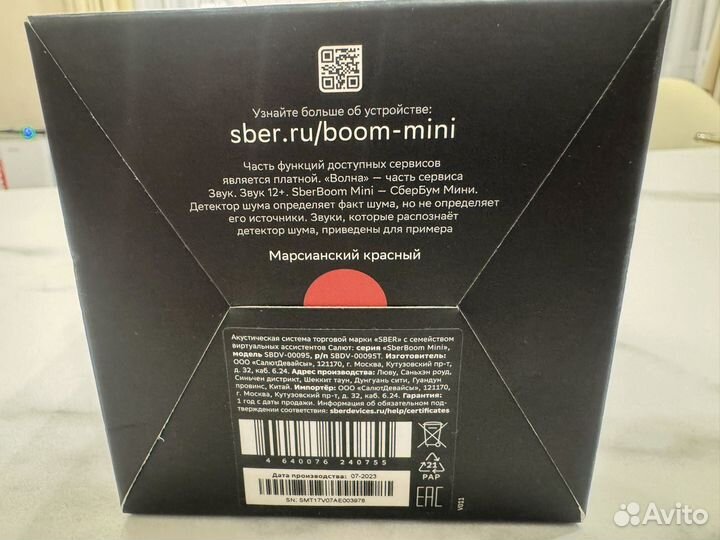 Узнайте больше об устройстве:
sber.ru/boom-mini
Часть функций доступных сервисов
является платной. «Волна» — часть сервиса
Звук. Звук 12+. SberBoom Mini — СберБум Мини.
Детектор шума определяет факт шума, но не определяет
его источники. Звуки, которые распознаёт
детектор шума, приведены для примера
Марсианский красный
Акустическая система торговой марки «SBER» с семейством
виртуальных ассистентов Салют: серия «SberBoom Mini»,
модель SBDV-00095, p/n SBDV-00095T. Изготовитель:
ООО «СалютДевайсы», 121170, г. Москва, Кутузовский пр-т,
д. 32, каб. 6.24. Адрес производства: Люву, Саньхэн роуд,
Синьчен дистрикт, Шеккит таун, Дунгуань сити, Гуандун
провинс, Китай. Импортёр: ООО «СалютДевайсы», 121170,
г. Москва, Кутузовский пр-т, д. 32, каб. 6.24. Гарантия:
1 год с даты продажи. Информация об обязательном под-
тверждении соответствия: sberdevices.ru/help/certificates
4 640076 240755
Дата производства: 07-2023
SN: SMT17V07AE003978
21
PAP
EAC
V011
Avito